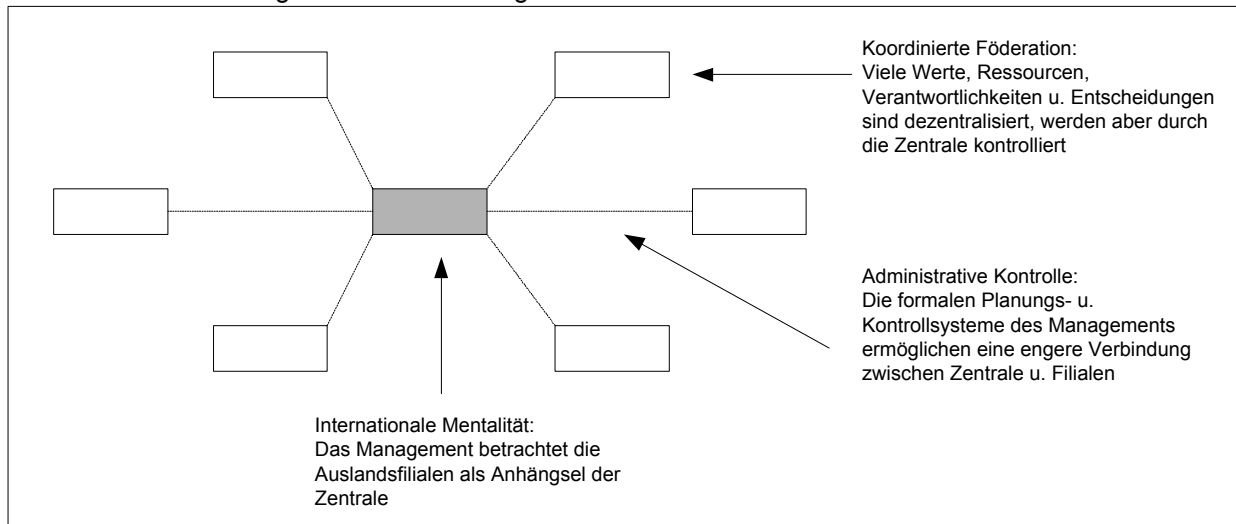 Koordinierte Föderation:
Viele Werte, Ressourcen,
Verantwortlichkeiten u. Entscheidungen
sind dezentralisiert, werden aber durch
die Zentrale kontrolliert
Administrative Kontrolle:
Die formalen Planungs- u.
Kontrollsysteme des Managements
ermöglichen eine engere Verbindung
zwischen Zentrale u. Filialen
Internationale Mentalität:
Das Management betrachtet die
Auslandsfilialen als Anhängsel der
Zentrale